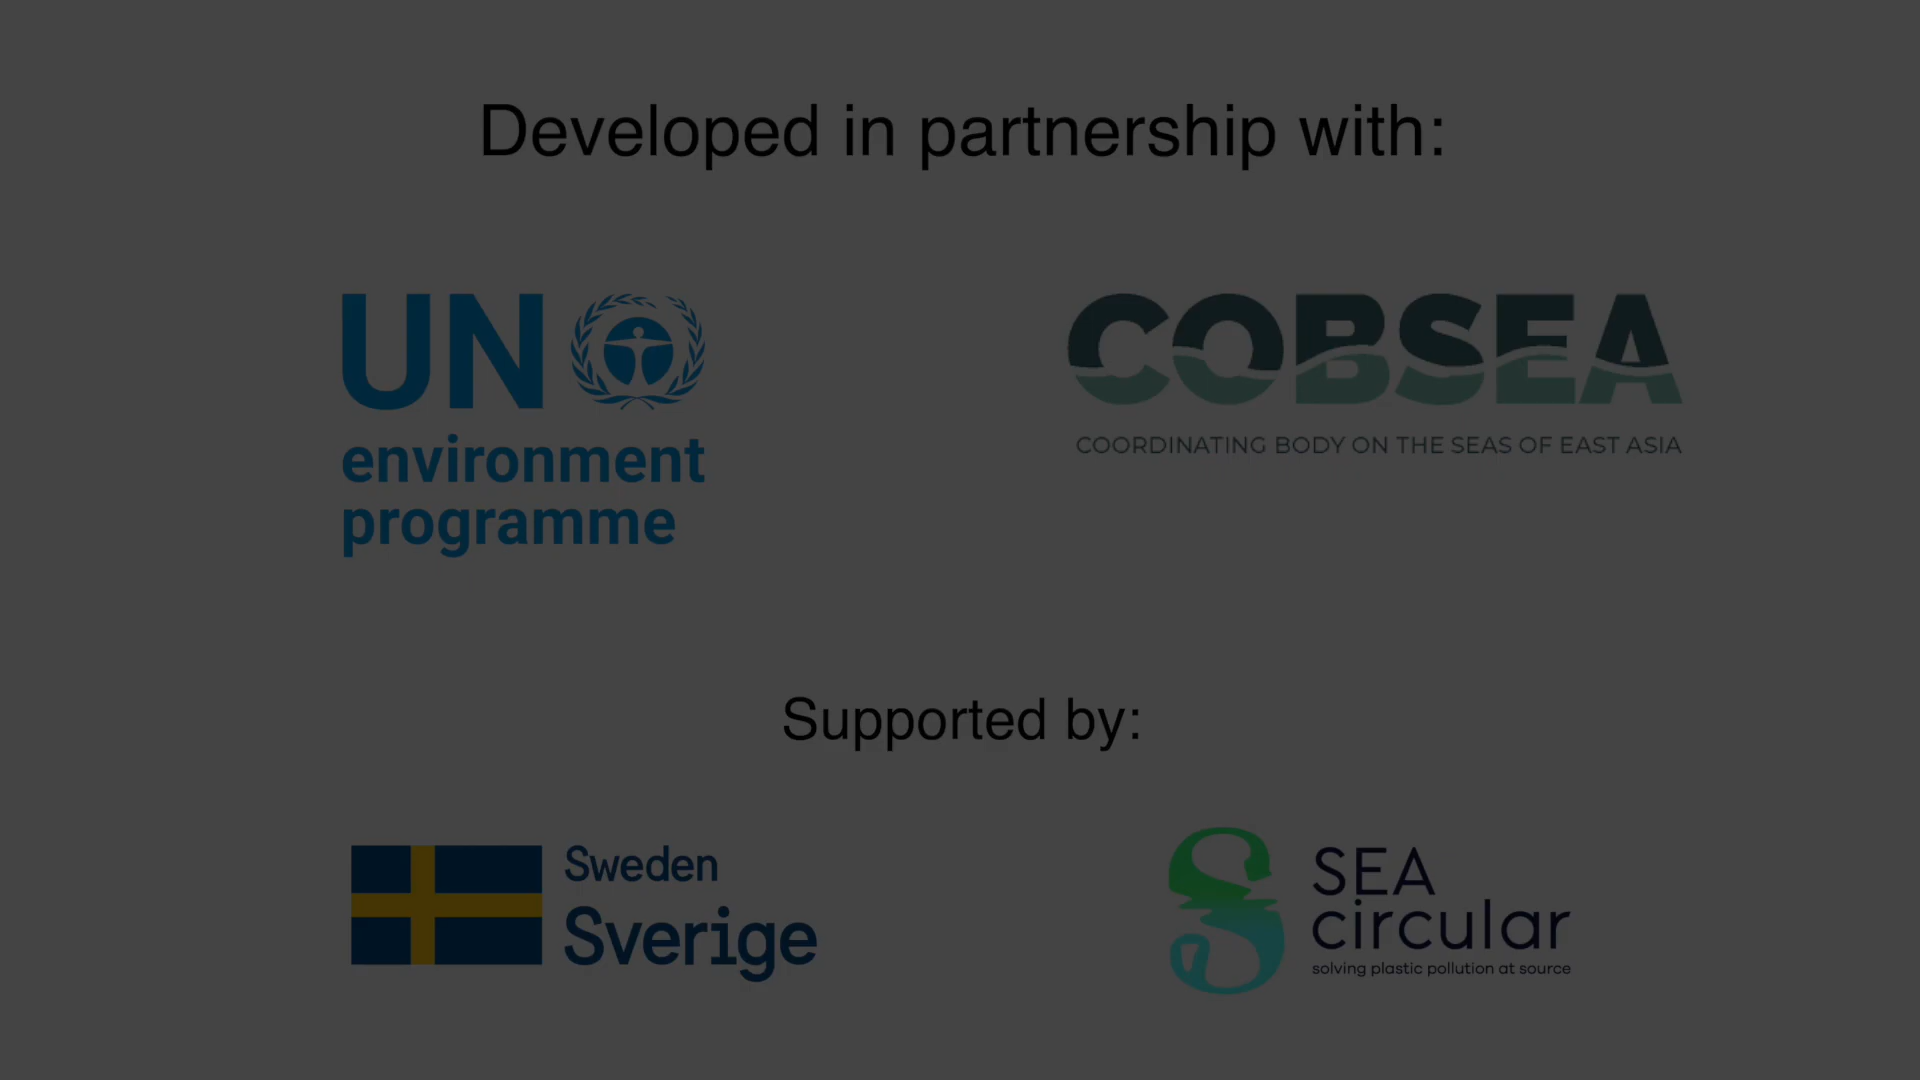 Developed in partnership with:
UN
environment
programme
COBSEA
COORDINATING BODY ON THE SEAS OF EAST ASIA
Supported by:
Sweden
Sverige
SEA
circular
solving plastic pollution at source